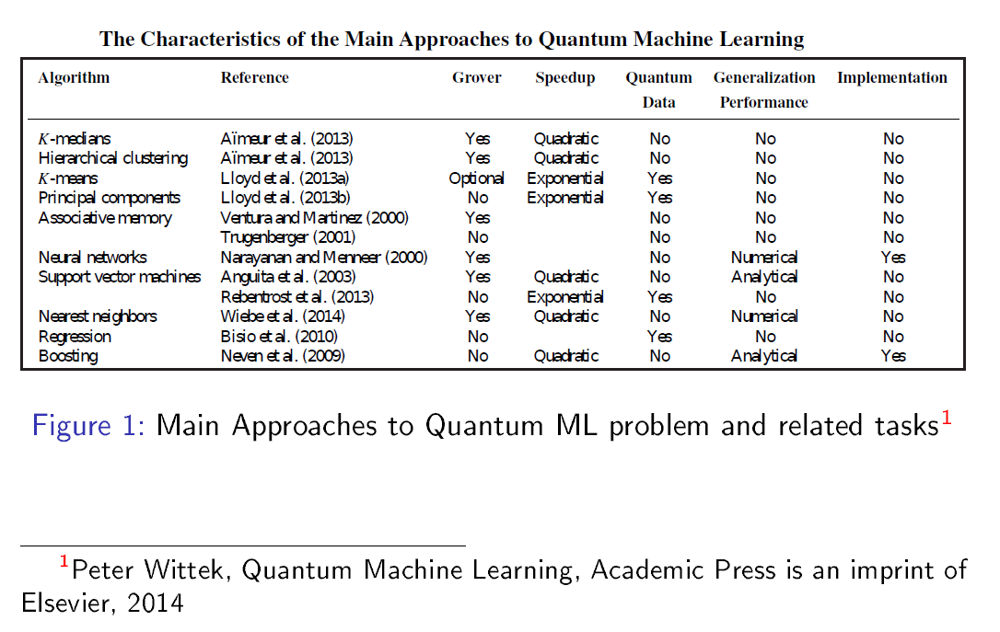 The Characteristics of the Main Approaches to Quantum Machine Learning
Algorithm Reference Grover Speedup Quantum Data Generalization Performance Implementation
K-medians Aïmeur et al. (2013) Yes Quadratic No No No
Hierarchical clustering Aïmeur et al. (2013) Yes Quadratic No No No
K-means Lloyd et al. (2013a) Optional Exponential Yes No No
Principal components Lloyd et al. (2013b) No Exponential Yes No No
Associative memory Ventura and Martinez (2000) Yes No No No
Trugenberger (2001) No No No No
Neural networks Narayanan and Menneer (2000) Yes No Numerical Yes
Support vector machines Anguita et al. (2003) Yes Quadratic No Analytical No
Rebentrost et al. (2013) No Exponential Yes No No
Nearest neighbors Wiebe et al. (2014) Yes Quadratic No Numerical No
Regression Bisio et al. (2010) No Yes No No
Boosting Neven et al. (2009) No Quadratic No Analytical Yes
Figure 1: Main Approaches to Quantum ML problem and related tasks1
1Peter Wittek, Quantum Machine Learning, Academic Press is an imprint of
Elsevier, 2014